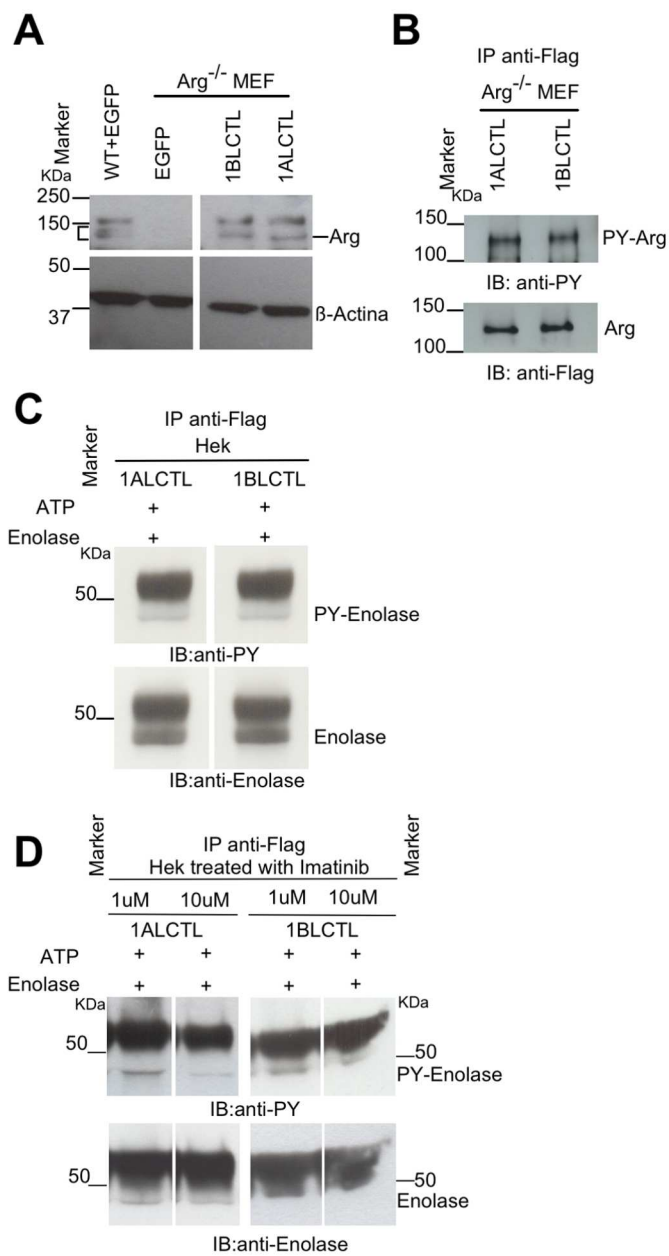 A
Arg-/- MEF
Marker
WT+EGFP
EGFP
1BLCTL
1ALCTL
KDa
250
150
Arg
50
37
ß-Actina
B
IP anti-Flag
Arg-/- MEF
Marker
1ALCTL
1BLCTL
KDa
150
PY-Arg
100
IB: anti-PY
150
Arg
100
IB: anti-Flag
C
IP anti-Flag
Hek
Marker
1ALCTL 1BLCTL
ATP + +
Enolase + +
KDa
50
PY-Enolase
IB:anti-PY
50
Enolase
IB:anti-Enolase
D
Marker
IP anti-Flag
Hek treated with Imatinib
Marker
1uM 10uM 1uM 10uM
1ALCTL 1BLCTL
ATP + + + +
Enolase + + + +
KDa KDa
50 50
PY-Enolase
IB:anti-PY
50 50
Enolase
IB:anti-Enolase